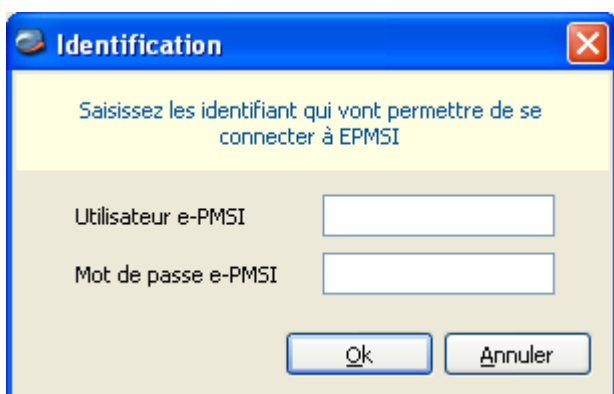 Identification
Saisissez les identifiant qui vont permettre de se
connecter à EPMSI
Utilisateur e-PMSI
Mot de passe e-PMSI
Ok
Annuler